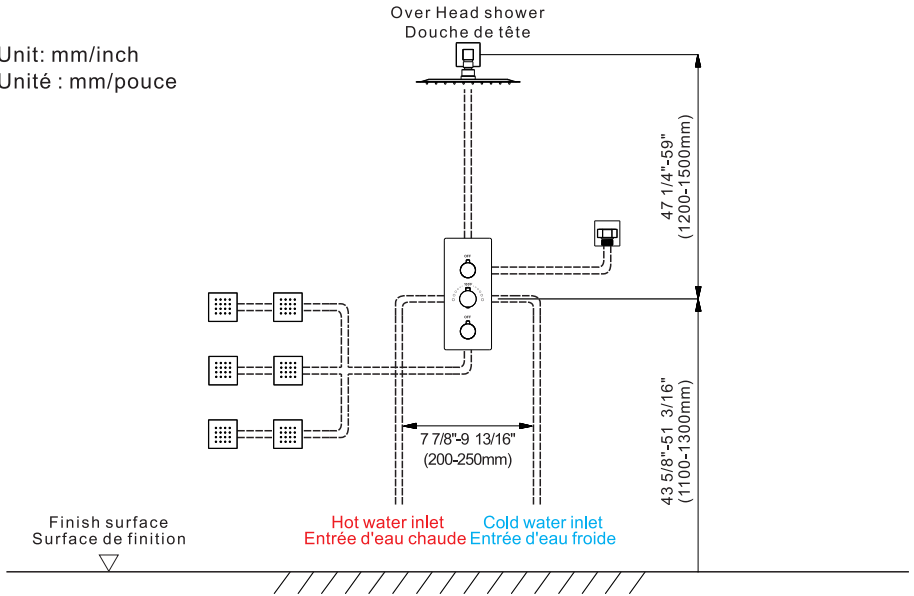 Over Head shower
Douche de tête
Unit: mm/inch
Unité : mm/pouce
47 1/4"-59"
(1200-1500mm)
OFF
OFF
43 5/8"-51 3/16"
(1100-1300mm)
7 7/8"-9 13/16"
(200-250mm)
Hot water inlet
Entrée d'eau chaude
Cold water inlet
Entrée d'eau froide
Finish surface
Surface de finition